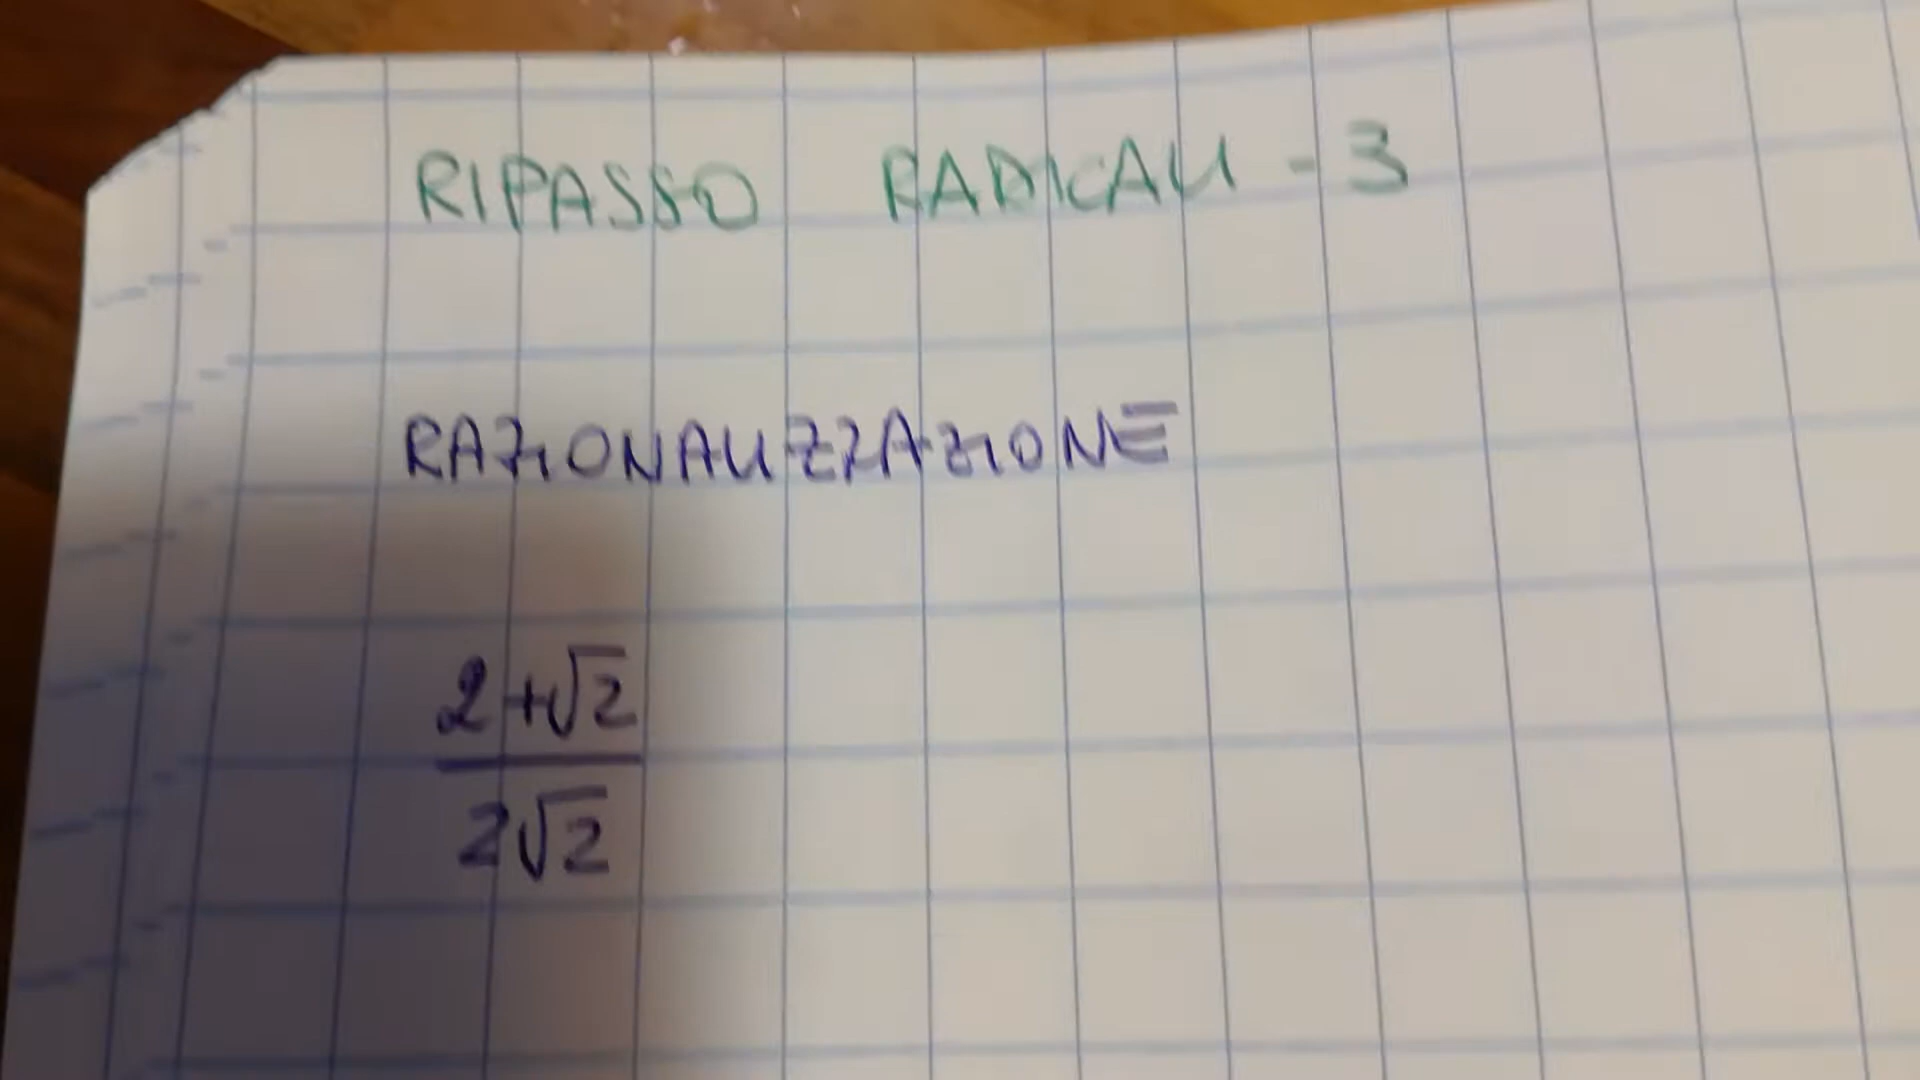 RIPASSO RADICALI - 3
RAZIONALIZZAZIONE
2+√2
2√2